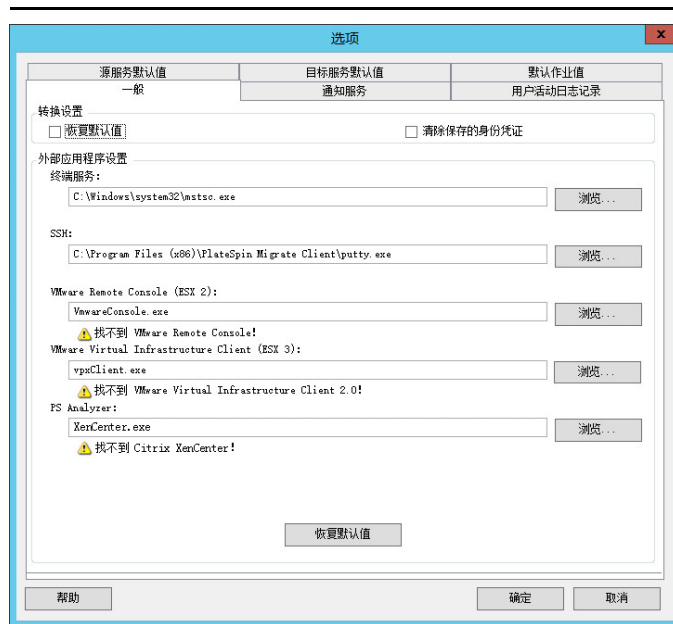 选项
x
源服务默认值 目标服务默认值 默认作业值
一般 通知服务 用户活动日志记录
转换设置
恢复默认值 清除保存的身份凭证
外部应用程序设置
终端服务:
C:\Windows\system32\mstsc.exe 浏览...
SSH:
C:\Program Files (x86)\PlateSpin Migrate Client\putty.exe 浏览...
VMware Remote Console (ESX 2):
VmwareConsole.exe 浏览...
找不到 VMware Remote Console!
VMware Virtual Infrastructure Client (ESX 3):
vpxClient.exe 浏览...
找不到 VMware Virtual Infrastructure Client 2.0!
PS Analyzer:
XenCenter.exe 浏览...
找不到 Citrix XenCenter!
恢复默认值
帮助 确定 取消